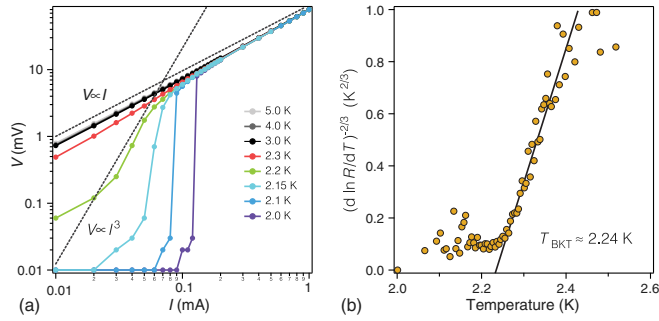 10
1
0.1
0.01
V (mV)
V∝I
V∝I³
5.0 K
4.0 K
3.0 K
2.3 K
2.2 K
2.15 K
2.1 K
2.0 K
0.01
0.1
1
I (mA)
(a)
1.0
0.8
0.6
0.4
0.2
0.0
(d ln R/dT)-2/3 (K2/3)
TBKT ≈ 2.24 K
2.0
2.2
2.4
2.6
Temperature (K)
(b)